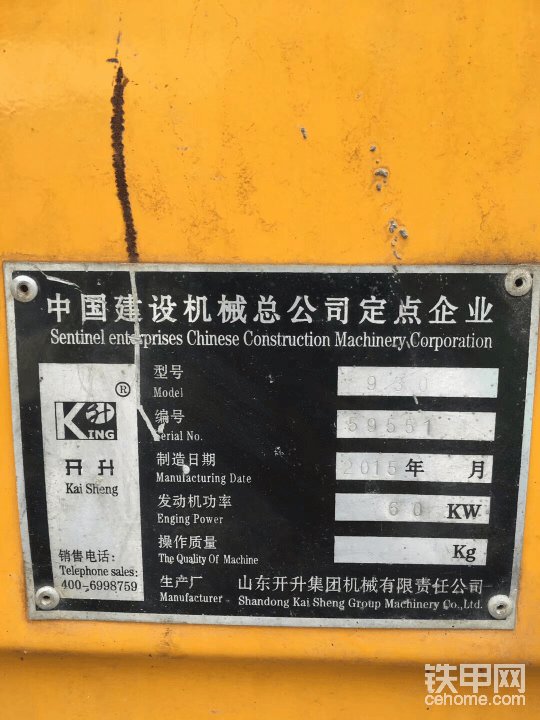 中国建设机械总公司定点企业
Sentinel enterprises Chinese Construction Machinery Corporation
型号 930
Model
编号 59551
Serial No.
制造日期 2015年 月
Manufacturing Date
发动机功率 60 KW
Enging Power
操作质量 Kg
The Quality Of Machine
生产厂 山东开升集团机械有限责任公司
Manufacturer Shandong Kai Sheng Group Machinery Co.,Ltd.
K升®
ING
开升
Kai Sheng
销售电话:
Telephone sales:
400-6998759
铁甲网
cehome.com